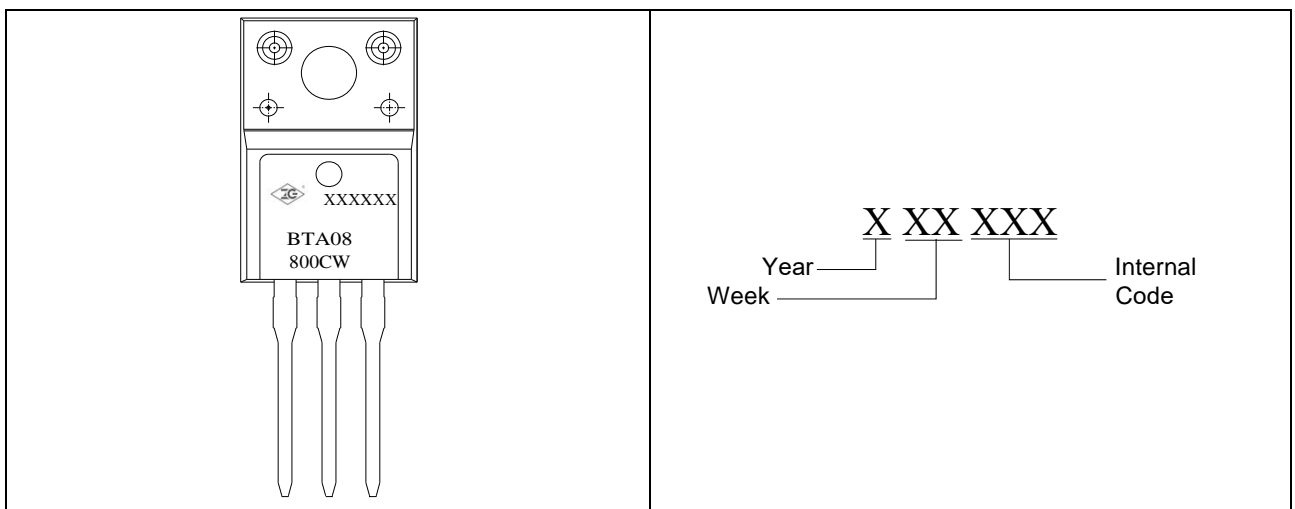 XXXXXX
BTA08
800CW
X XX XXX
Year
Week
Internal
Code